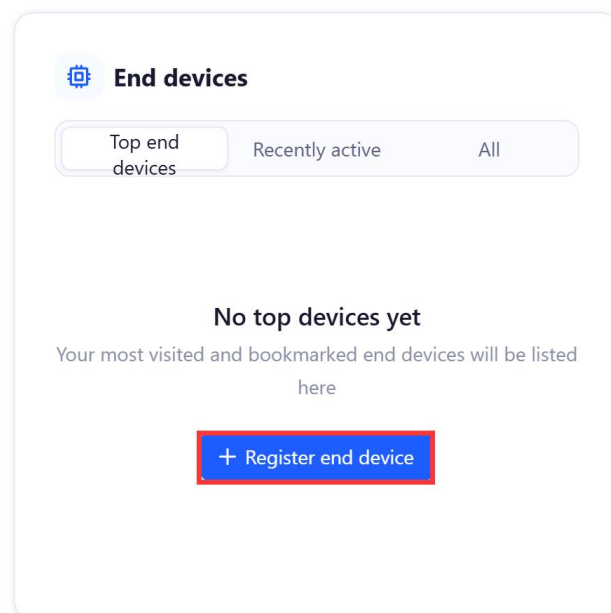 End devices
Top end
devices
Recently active
All
No top devices yet
Your most visited and bookmarked end devices will be listed
here
+ Register end device